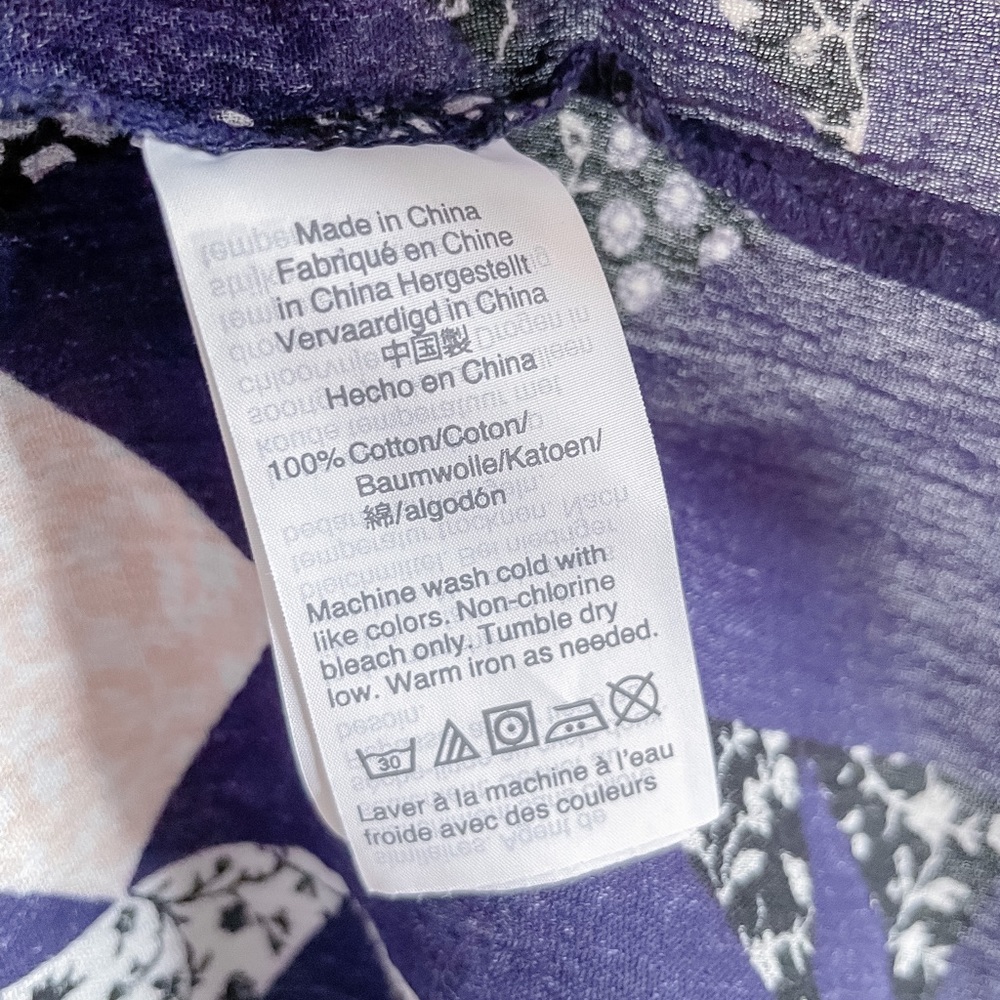 Made in China
Fabriqué en Chine
in China Hergestellt
Vervaardigd in China
中国製
Hecho en China
100% Cotton/Coton/
Baumwolle/Katoen/
綿/algodón
Machine wash cold with
like colors. Non-chlorine
bleach only. Tumble dry
low. Warm iron as needed.
30
Laver à la machine à l'eau
froide avec des couleurs